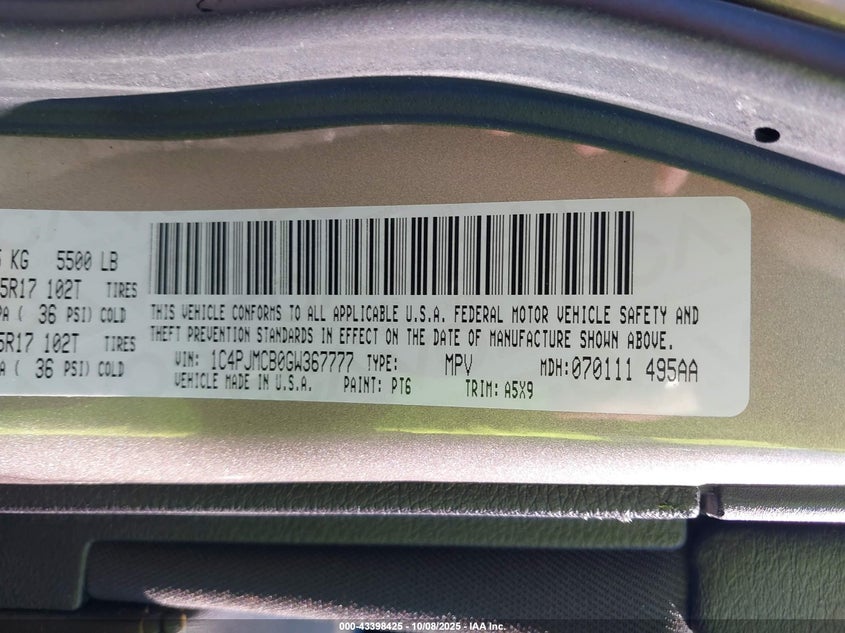 KG 5500 LB
5R17 102T TIRES
PA ( 36 PSI) COLD
5R17 102T TIRES
A ( 36 PSI) COLD
THIS VEHICLE CONFORMS TO ALL APPLICABLE U.S.A. FEDERAL MOTOR VEHICLE SAFETY AND
THEFT PREVENTION STANDARDS IN EFFECT ON THE DATE OF MANUFACTURE SHOWN ABOVE.
VIN: 1C4PJMCB0GW367777 TYPE: MPV MDH:070111 495AA
VEHICLE MADE IN U.S.A. PAINT: PT6 TRIM: A5X9
000-43398425 - 10/08/2025 - IAA Inc.